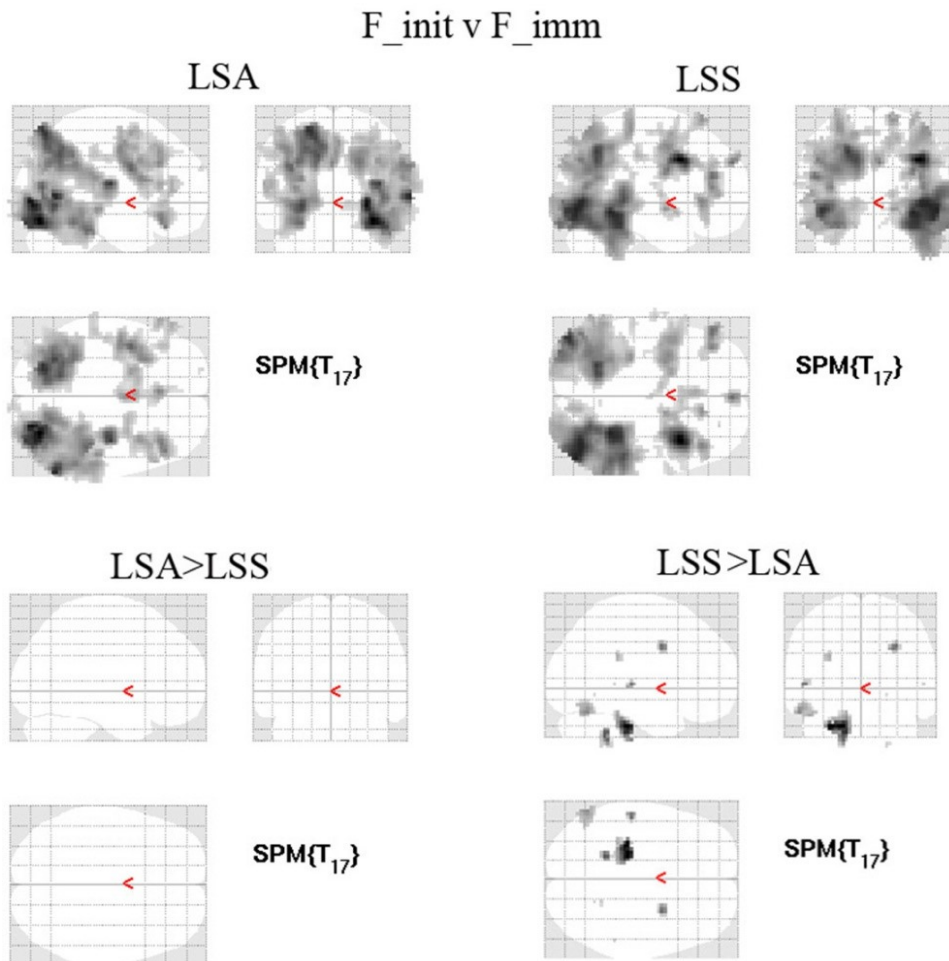 F_init v F_imm
LSA
LSS
SPM{T₁₇}
SPM{T₁₇}
LSA>LSS
LSS>LSA
SPM{T₁₇}
SPM{T₁₇}